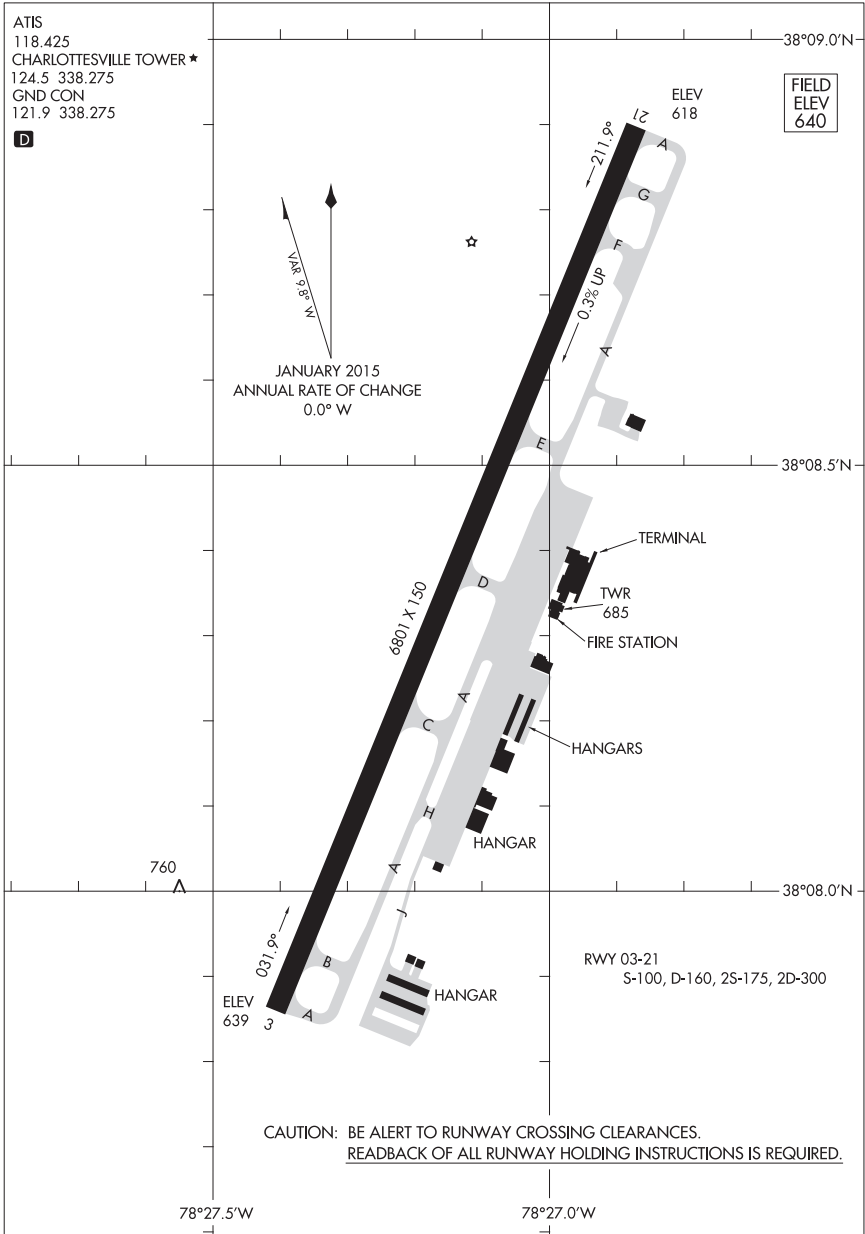 ATIS
118.425
CHARLOTTESVILLE TOWER ★
124.5 338.275
GND CON
121.9 338.275
D
38°09.0'N
FIELD
ELEV
640
ELEV
618
21
211.9°
A
G
F
0.3% UP
A
VAR 9.8° W
JANUARY 2015
ANNUAL RATE OF CHANGE
0.0° W
E
38°08.5'N
TERMINAL
D
TWR
685
6801 X 150
FIRE STATION
A
C
HANGARS
H
HANGAR
760
A
38°08.0'N
J
031.9°
B
RWY 03-21
S-100, D-160, 2S-175, 2D-300
HANGAR
ELEV
639
3
A
CAUTION: BE ALERT TO RUNWAY CROSSING CLEARANCES.
READBACK OF ALL RUNWAY HOLDING INSTRUCTIONS IS REQUIRED.
78°27.5'W
78°27.0'W